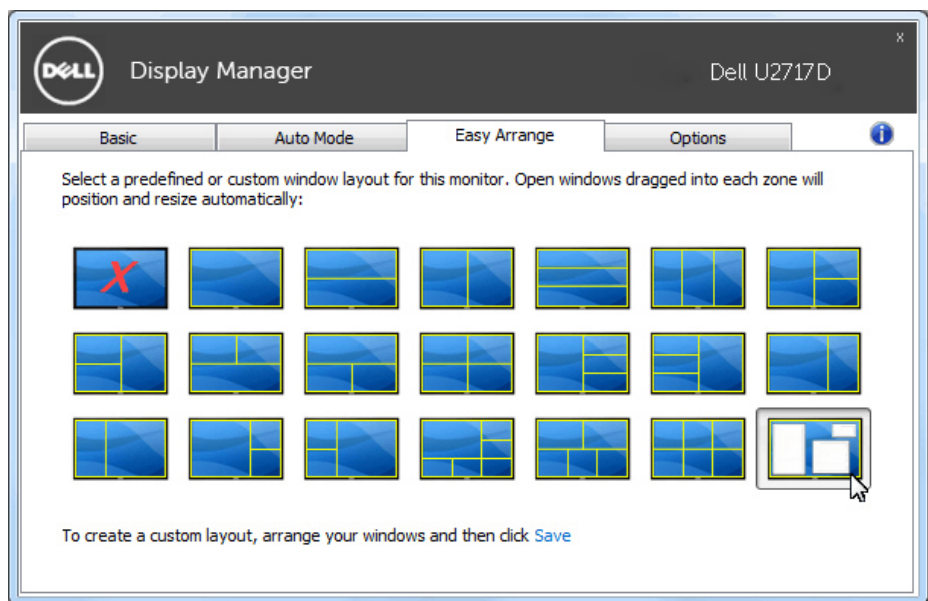 x
DELL
Display Manager
Dell U2717D
Basic
Auto Mode
Easy Arrange
Options
i
Select a predefined or custom window layout for this monitor. Open windows dragged into each zone will
position and resize automatically:
X
To create a custom layout, arrange your windows and then click Save